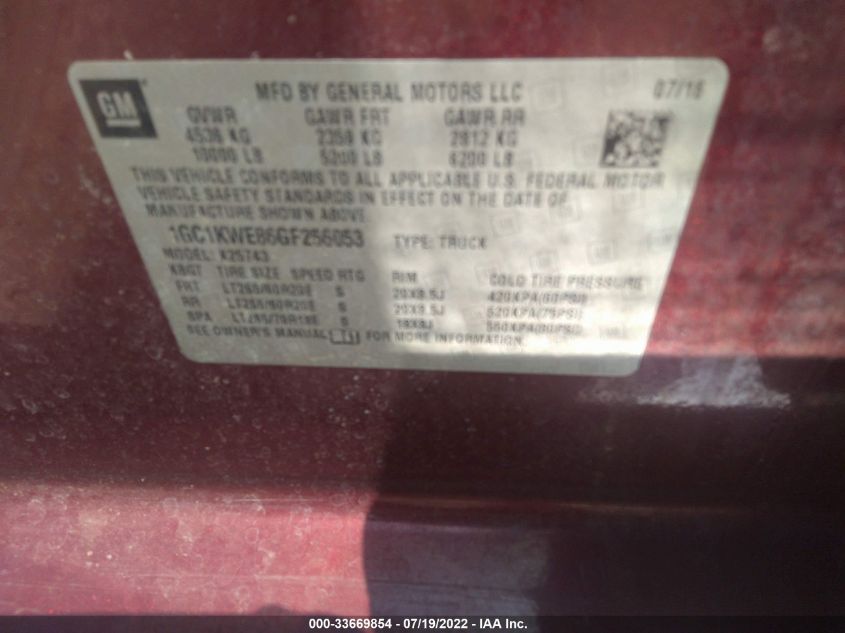 GM
MFD BY GENERAL MOTORS LLC 07/16
GVWR GAWR FRT GAWR RR
4536 KG 2359 KG 2812 KG
10000 LB 5200 LB 6200 LB
THIS VEHICLE CONFORMS TO ALL APPLICABLE U.S. FEDERAL MOTOR
VEHICLE SAFETY STANDARDS IN EFFECT ON THE DATE OF
MANUFACTURE SHOWN ABOVE.
1GC1KWE86GF256053 TYPE: TRUCK
MODEL: K25743
TIRE SIZE SPEED RTG RIM COLD TIRE PRESSURE
FRT S 420KPA(60PSI)
RR S 520KPA(75PSI)
SPA S 18X8J 550KPA(80PSI)
SEE OWNER'S MANUAL FOR MORE INFORMATION.
000-33669854 - 07/19/2022 - IAA Inc.